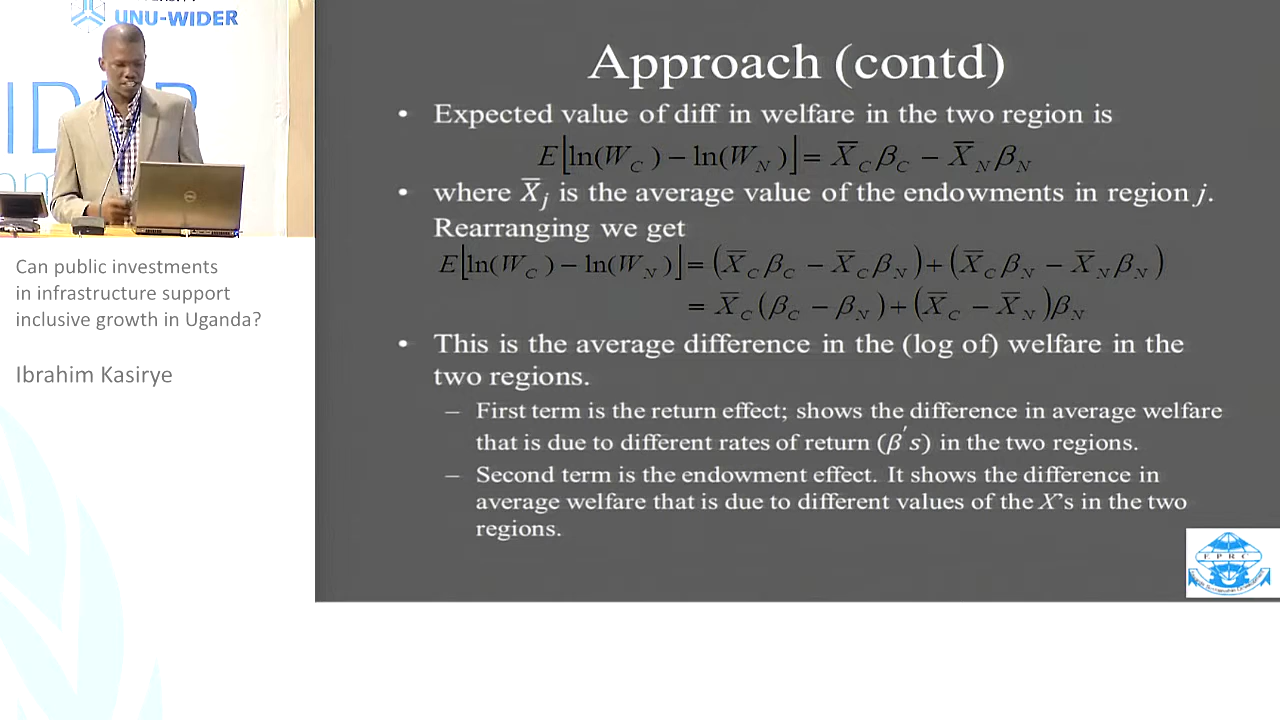 UNU-WIDER
Can public investments
in infrastructure support
inclusive growth in Uganda?
Ibrahim Kasirye
Approach (contd)
• Expected value of diff in welfare in the two region is
E[ln(W_C) − ln(W_N)] = X̅_C β_C − X̅_N β_N
• where X̅_j is the average value of the endowments in region j.
Rearranging we get
E[ln(W_C) − ln(W_N)] = (X̅_C β_C − X̅_C β_N) + (X̅_C β_N − X̅_N β_N)
= X̅_C (β_C − β_N) + (X̅_C − X̅_N) β_N
• This is the average difference in the (log of) welfare in the
two regions.
– First term is the return effect; shows the difference in average welfare
that is due to different rates of return (β's) in the two regions.
– Second term is the endowment effect. It shows the difference in
average welfare that is due to different values of the X's in the two
regions.
E P R C